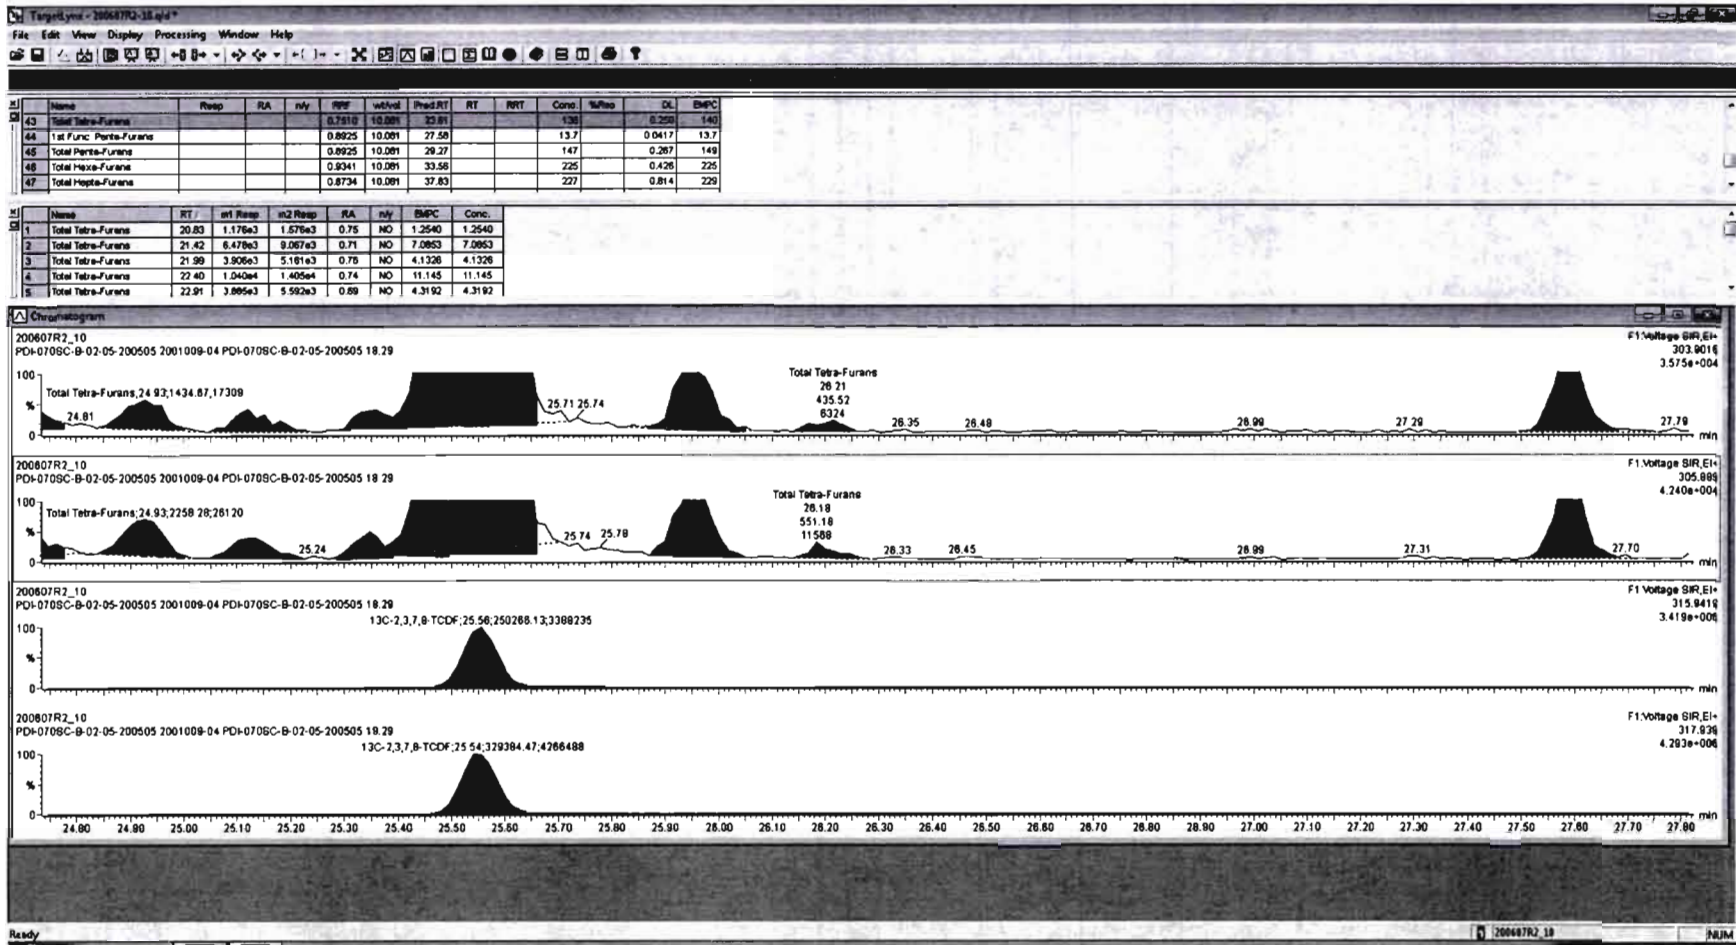 TargetLynx - 200607R2-10.qld *
File Edit View Display Processing Window Help
Name Resp RA n/y RRF wt/vol Pred.RT RT RRT Conc. %Rec DL EMPC
43 Total Tetra-Furans 0.7510 10.081 23.61 136 0.250 140
44 1st Func. Penta-Furans 0.8925 10.081 27.58 13.7 0.0417 13.7
45 Total Penta-Furans 0.8925 10.081 29.27 147 0.267 149
46 Total Hexa-Furans 0.9341 10.081 33.56 225 0.426 225
47 Total Hepta-Furans 0.8734 10.081 37.83 227 0.814 229
Name RT m1 Resp m2 Resp RA n/y EMPC Conc.
1 Total Tetra-Furans 20.83 1.176e3 1.576e3 0.75 NO 1.2540 1.2540
2 Total Tetra-Furans 21.42 6.478e3 9.067e3 0.71 NO 7.0853 7.0853
3 Total Tetra-Furans 21.99 3.906e3 5.161e3 0.76 NO 4.1326 4.1326
4 Total Tetra-Furans 22.40 1.040e4 1.405e4 0.74 NO 11.145 11.145
5 Total Tetra-Furans 22.91 3.885e3 5.592e3 0.69 NO 4.3192 4.3192
Chromatogram
200607R2_10 F1:Voltage SIR,EI+
PDI-070SC-B-02-05-200505 2001009-04 PDI-070SC-B-02-05-200505 18.29 303.9016
3.575e+004
100
%
0
Total Tetra-Furans;24.93;1434.67;17309
24.81
25.71 25.74
Total Tetra-Furans
26.21
435.52
6324
26.35 26.48 26.99 27.29 27.79
min
200607R2_10 F1:Voltage SIR,EI+
PDI-070SC-B-02-05-200505 2001009-04 PDI-070SC-B-02-05-200505 18.29 305.899
4.240e+004
100
%
0
Total Tetra-Furans;24.93;2258.28;26120
25.24
25.74 25.78
Total Tetra-Furans
26.18
551.18
11588
26.33 26.45 26.99 27.31 27.70
min
200607R2_10 F1:Voltage SIR,EI+
PDI-070SC-B-02-05-200505 2001009-04 PDI-070SC-B-02-05-200505 18.29 315.9419
3.419e+006
100
%
0
13C-2,3,7,8-TCDF;25.56;250266.13;3388235
min
200607R2_10 F1:Voltage SIR,EI+
PDI-070SC-B-02-05-200505 2001009-04 PDI-070SC-B-02-05-200505 18.29 317.939
4.293e+006
100
%
0
13C-2,3,7,8-TCDF;25.54;329384.47;4266488
min
24.80 24.90 25.00 25.10 25.20 25.30 25.40 25.50 25.60 25.70 25.80 25.90 26.00 26.10 26.20 26.30 26.40 26.50 26.60 26.70 26.80 26.90 27.00 27.10 27.20 27.30 27.40 27.50 27.60 27.70 27.80
Ready 200607R2_10 NUM